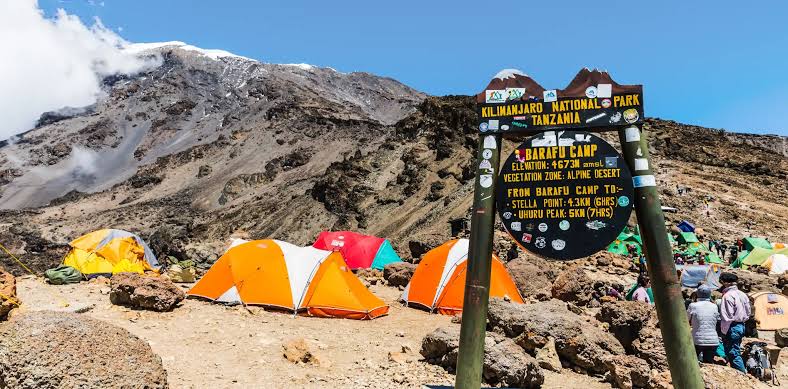 KILIMANJARO NATIONAL PARK
TANZANIA
BARAFU CAMP
ELEVATION: 4673M amsl
VEGETATION ZONE: ALPINE DESERT
FROM BARAFU CAMP TO:-
STELLA POINT: 4.3KM (6HRS)
UHURU PEAK: 5KM (7HRS)